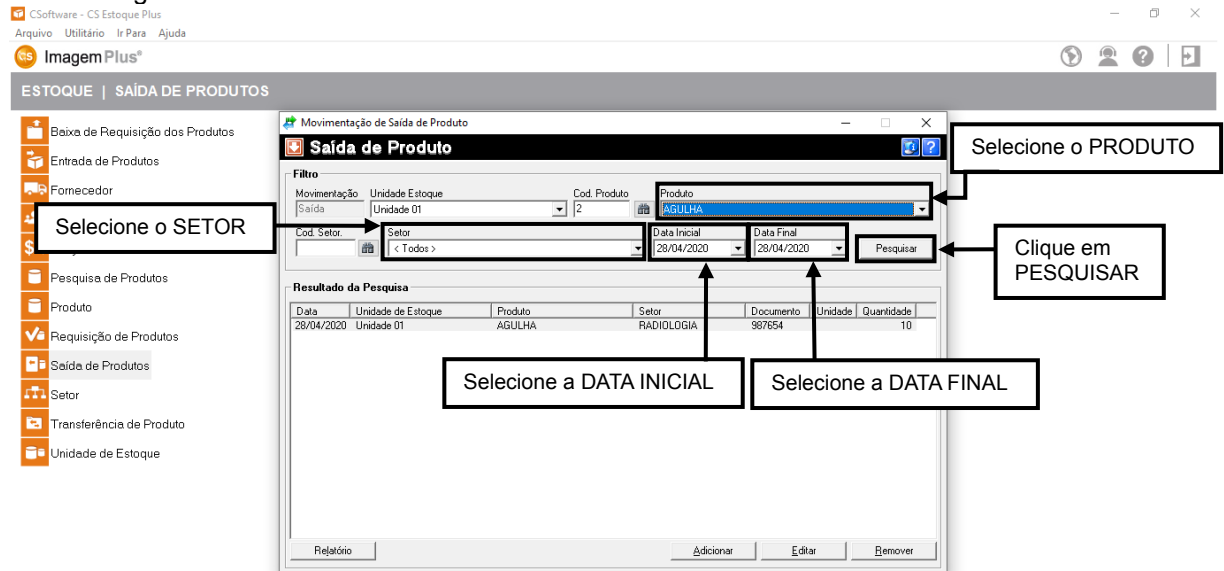 CSoftware - CS Estoque Plus
Arquivo Utilitário Ir Para Ajuda
CS ImagemPlus®
ESTOQUE | SAÍDA DE PRODUTOS
Baixa de Requisição dos Produtos
Entrada de Produtos
Fornecedor
Pesquisa de Produtos
Produto
Requisição de Produtos
Saída de Produtos
Setor
Transferência de Produto
Unidade de Estoque
Movimentação de Saída de Produto
Saída de Produto
Filtro
Movimentação Unidade Estoque Cod. Produto Produto
Saída Unidade 01 2 AGULHA
Cod. Setor. Setor Data Inicial Data Final
< Todos > 28/04/2020 28/04/2020 Pesquisar
Resultado da Pesquisa
Data Unidade de Estoque Produto Setor Documento Unidade Quantidade
28/04/2020 Unidade 01 AGULHA RADIOLOGIA 987654 10
Relatório Adicionar Editar Remover
Selecione o PRODUTO
Selecione o SETOR
Clique em
PESQUISAR
Selecione a DATA INICIAL
Selecione a DATA FINAL